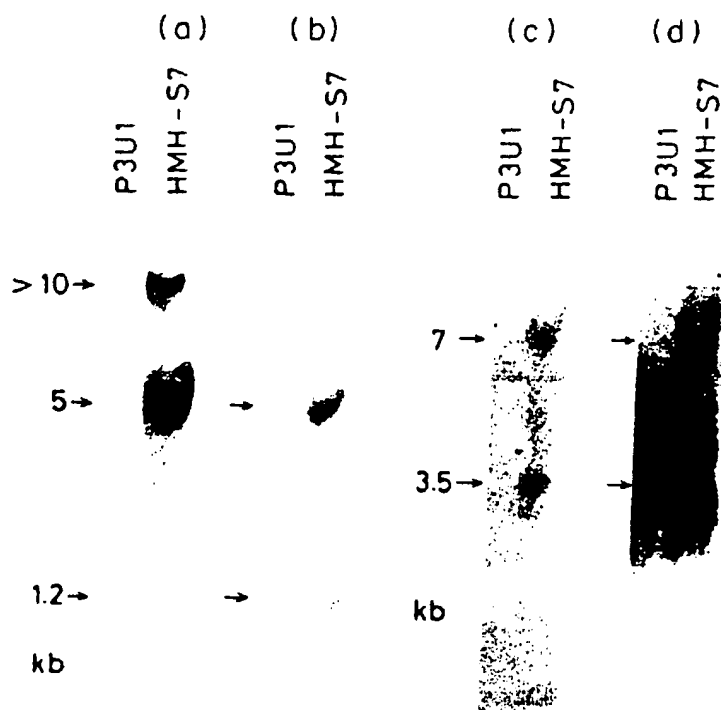 (a) (b) (c) (d)
P3U1 HMH-S7 P3U1 HMH-S7 P3U1 HMH-S7 P3U1 HMH-S7
> 10→
7→ →
5→ →
3.5→ →
1.2→ →
kb
kb